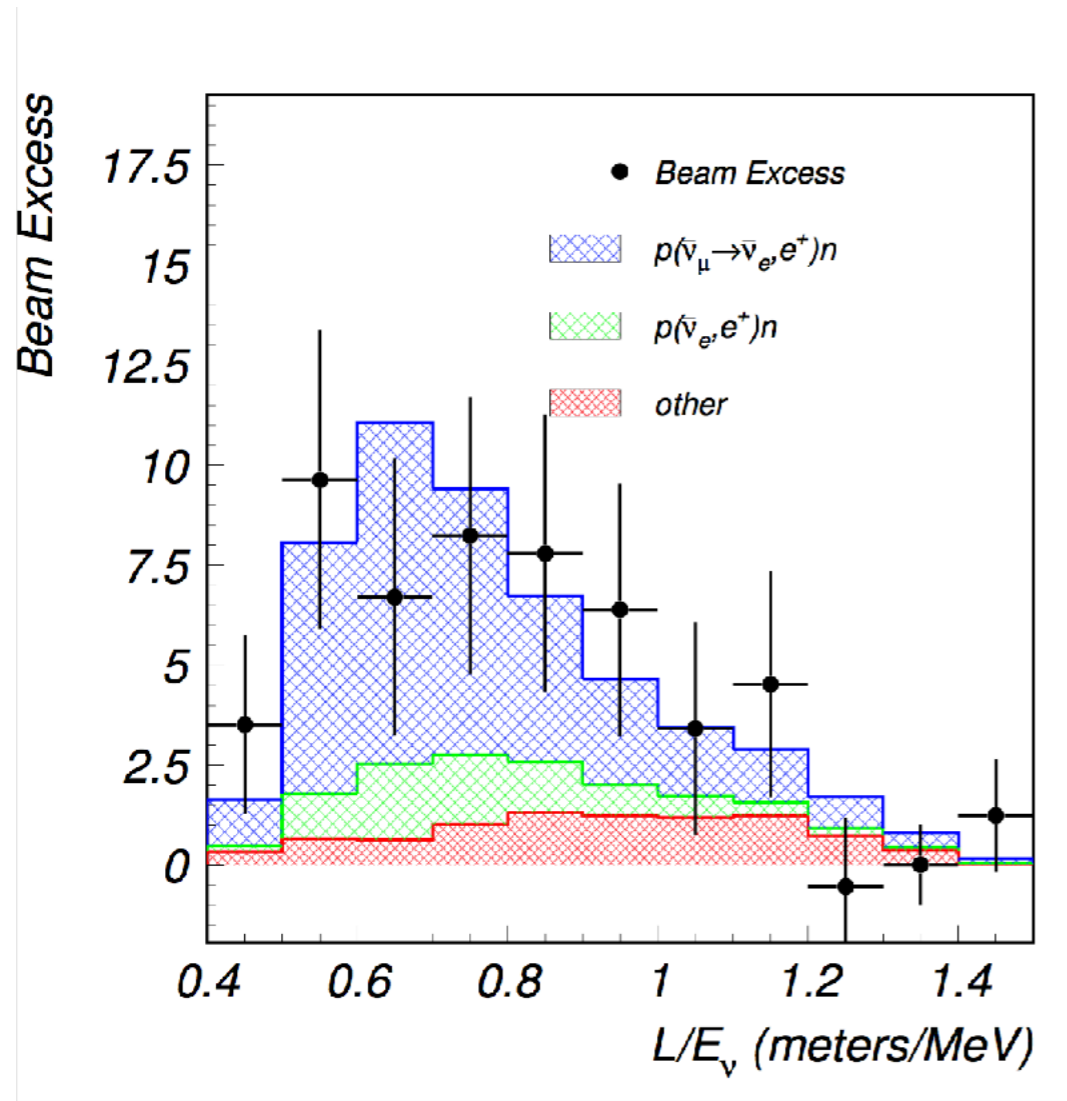 Beam Excess
17.5
15
12.5
10
7.5
5
2.5
0
Beam Excess
p(ν̄μ→ν̄e,e⁺)n
p(ν̄e,e⁺)n
other
0.4 0.6 0.8 1 1.2 1.4
L/Eν (meters/MeV)